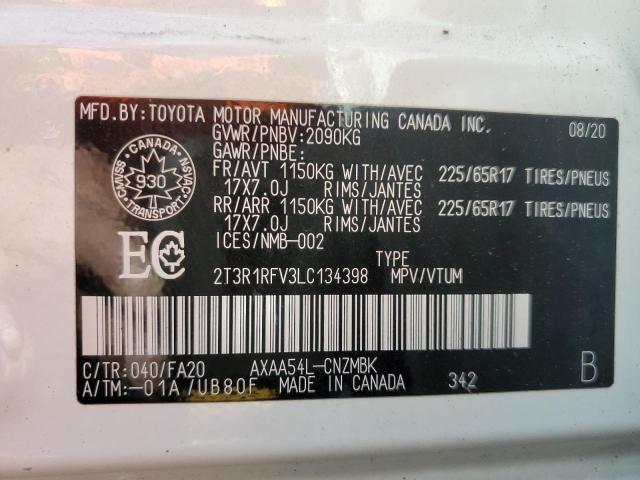 MFD.BY:TOYOTA MOTOR MANUFACTURING CANADA INC. 08/20
GVWR/PNBV:2090KG
GAWR/PNBE:
FR/AVT 1150KG WITH/AVEC 225/65R17 TIRES/PNEUS
17X7.0J RIMS/JANTES
RR/ARR 1150KG WITH/AVEC 225/65R17 TIRES/PNEUS
17X7.0J RIMS/JANTES
ICES/NMB-002
CANADA
CMVSS
NSVAC
930
TRANSPORT
EC
TYPE
2T3R1RFV3LC134398 MPV/VTUM
C/TR:040/FA20 AXAA54L-CNZMBK
A/TM:-01A/UB80F MADE IN CANADA 342
B